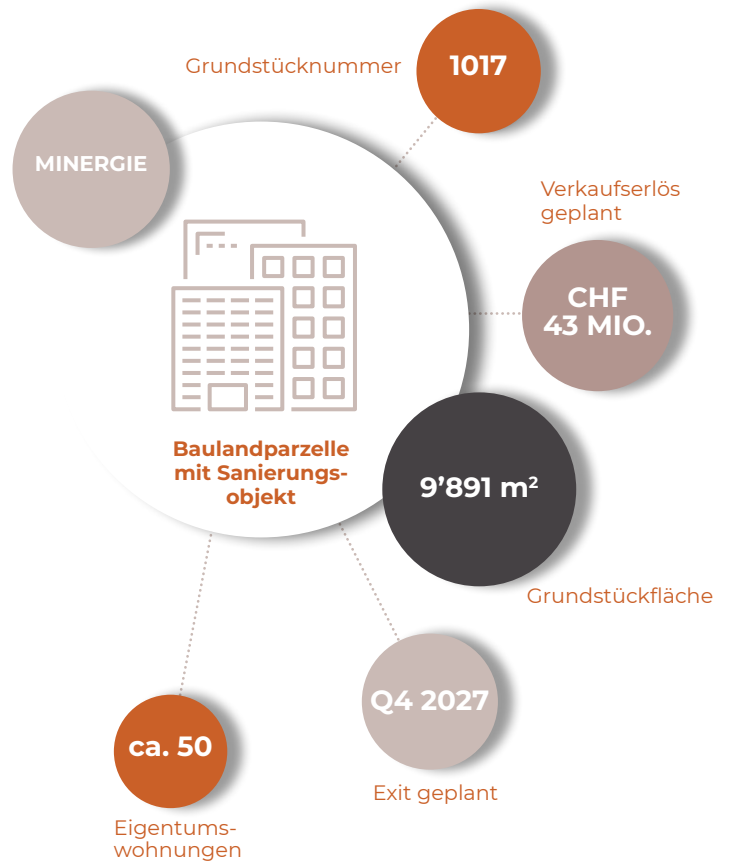 Grundstücknummer
1017
MINERGIE
Verkaufserlös
geplant
CHF
43 MIO.
Baulandparzelle
mit Sanierungs-
objekt
9’891 m²
Grundstückfläche
Q4 2027
Exit geplant
ca. 50
Eigentums-
wohnungen